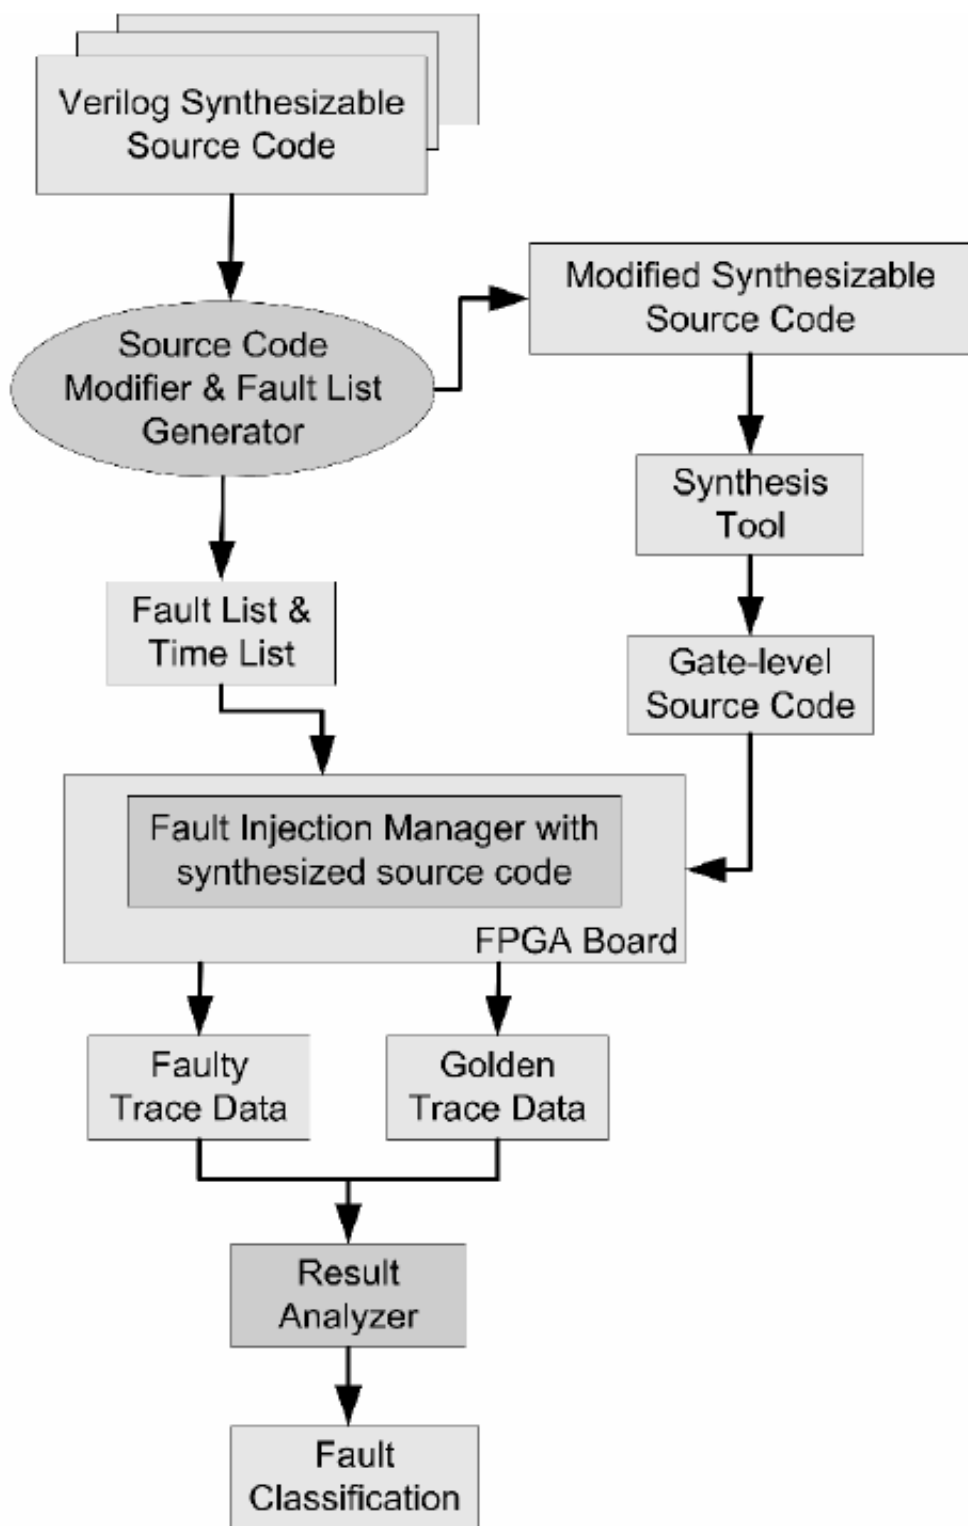 Verilog Synthesizable
Source Code
Modified Synthesizable
Source Code
Source Code
Modifier & Fault List
Generator
Synthesis
Tool
Fault List &
Time List
Gate-level
Source Code
Fault Injection Manager with
synthesized source code
FPGA Board
Faulty
Trace Data
Golden
Trace Data
Result
Analyzer
Fault
Classification